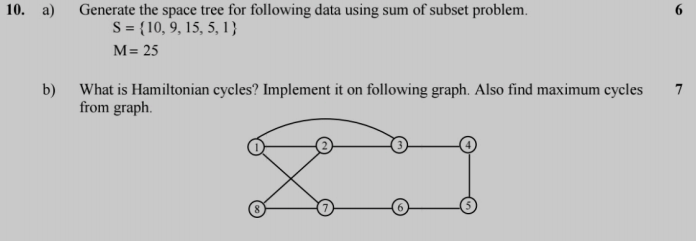 10. a) Generate the space tree for following data using sum of subset problem. 6
S = {10, 9, 15, 5, 1}
M= 25
b) What is Hamiltonian cycles? Implement it on following graph. Also find maximum cycles 7
from graph.
1 2 3 4
8 7 6 5